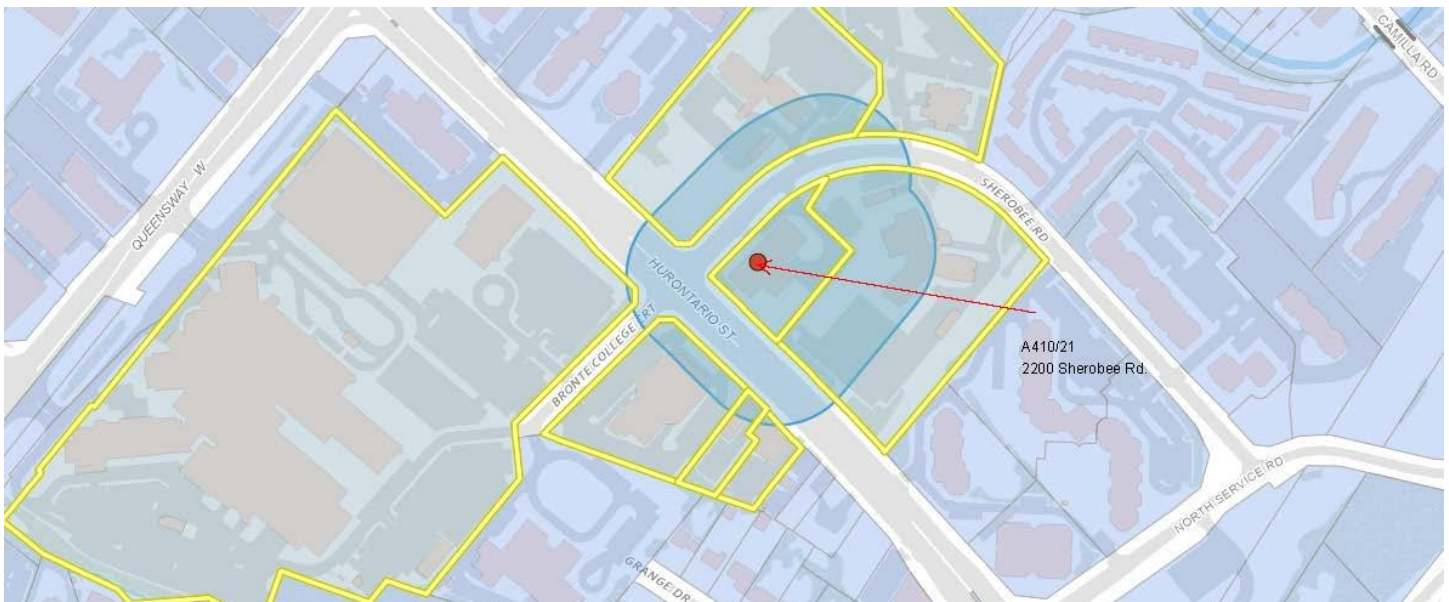 CAMILLA RD
QUEENSWAY W
SHEROBEE RD
HURONTARIO ST
BRONTE COLLEGE CRT
A410/21
2200 Sherobee Rd.
NORTH SERVICE RD
GRANGE DR